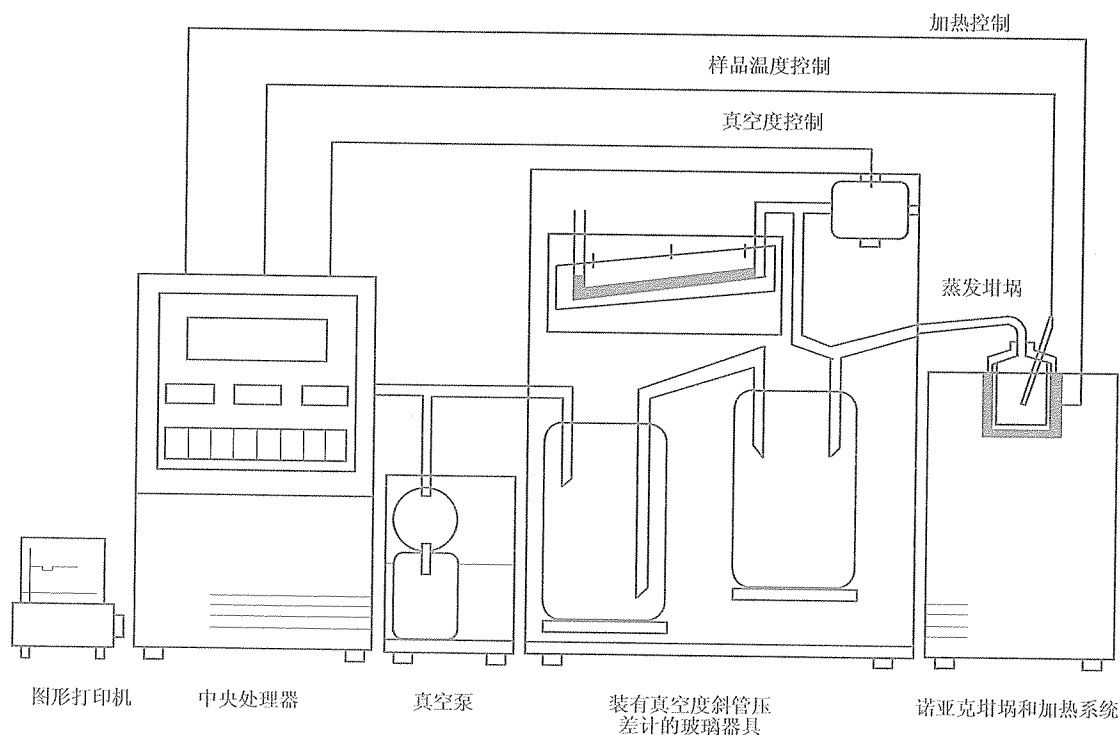 加热控制
样品温度控制
真空度控制
蒸发坩埚
图形打印机
中央处理器
真空泵
装有真空度斜管压
差计的玻璃器具
诺亚克坩埚和加热系统